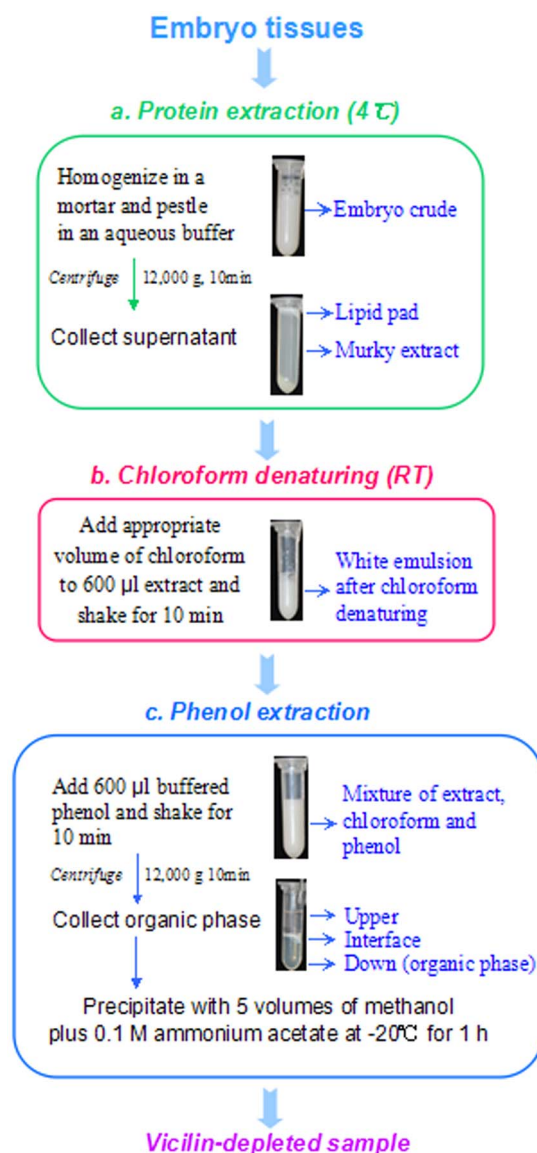 Embryo tissues
a. Protein extraction (4℃)
Homogenize in a
mortar and pestle
in an aqueous buffer
Embryo crude
Centrifuge 12,000 g, 10min
Lipid pad
Collect supernatant
Murky extract
b. Chloroform denaturing (RT)
Add appropriate
volume of chloroform
to 600 µl extract and
shake for 10 min
White emulsion
after chloroform
denaturing
c. Phenol extraction
Add 600 µl buffered
phenol and shake for
10 min
Mixture of extract,
chloroform and
phenol
Centrifuge 12,000 g 10min
Collect organic phase
Upper
Interface
Down (organic phase)
Precipitate with 5 volumes of methanol
plus 0.1 M ammonium acetate at -20℃ for 1 h
Vicilin-depleted sample